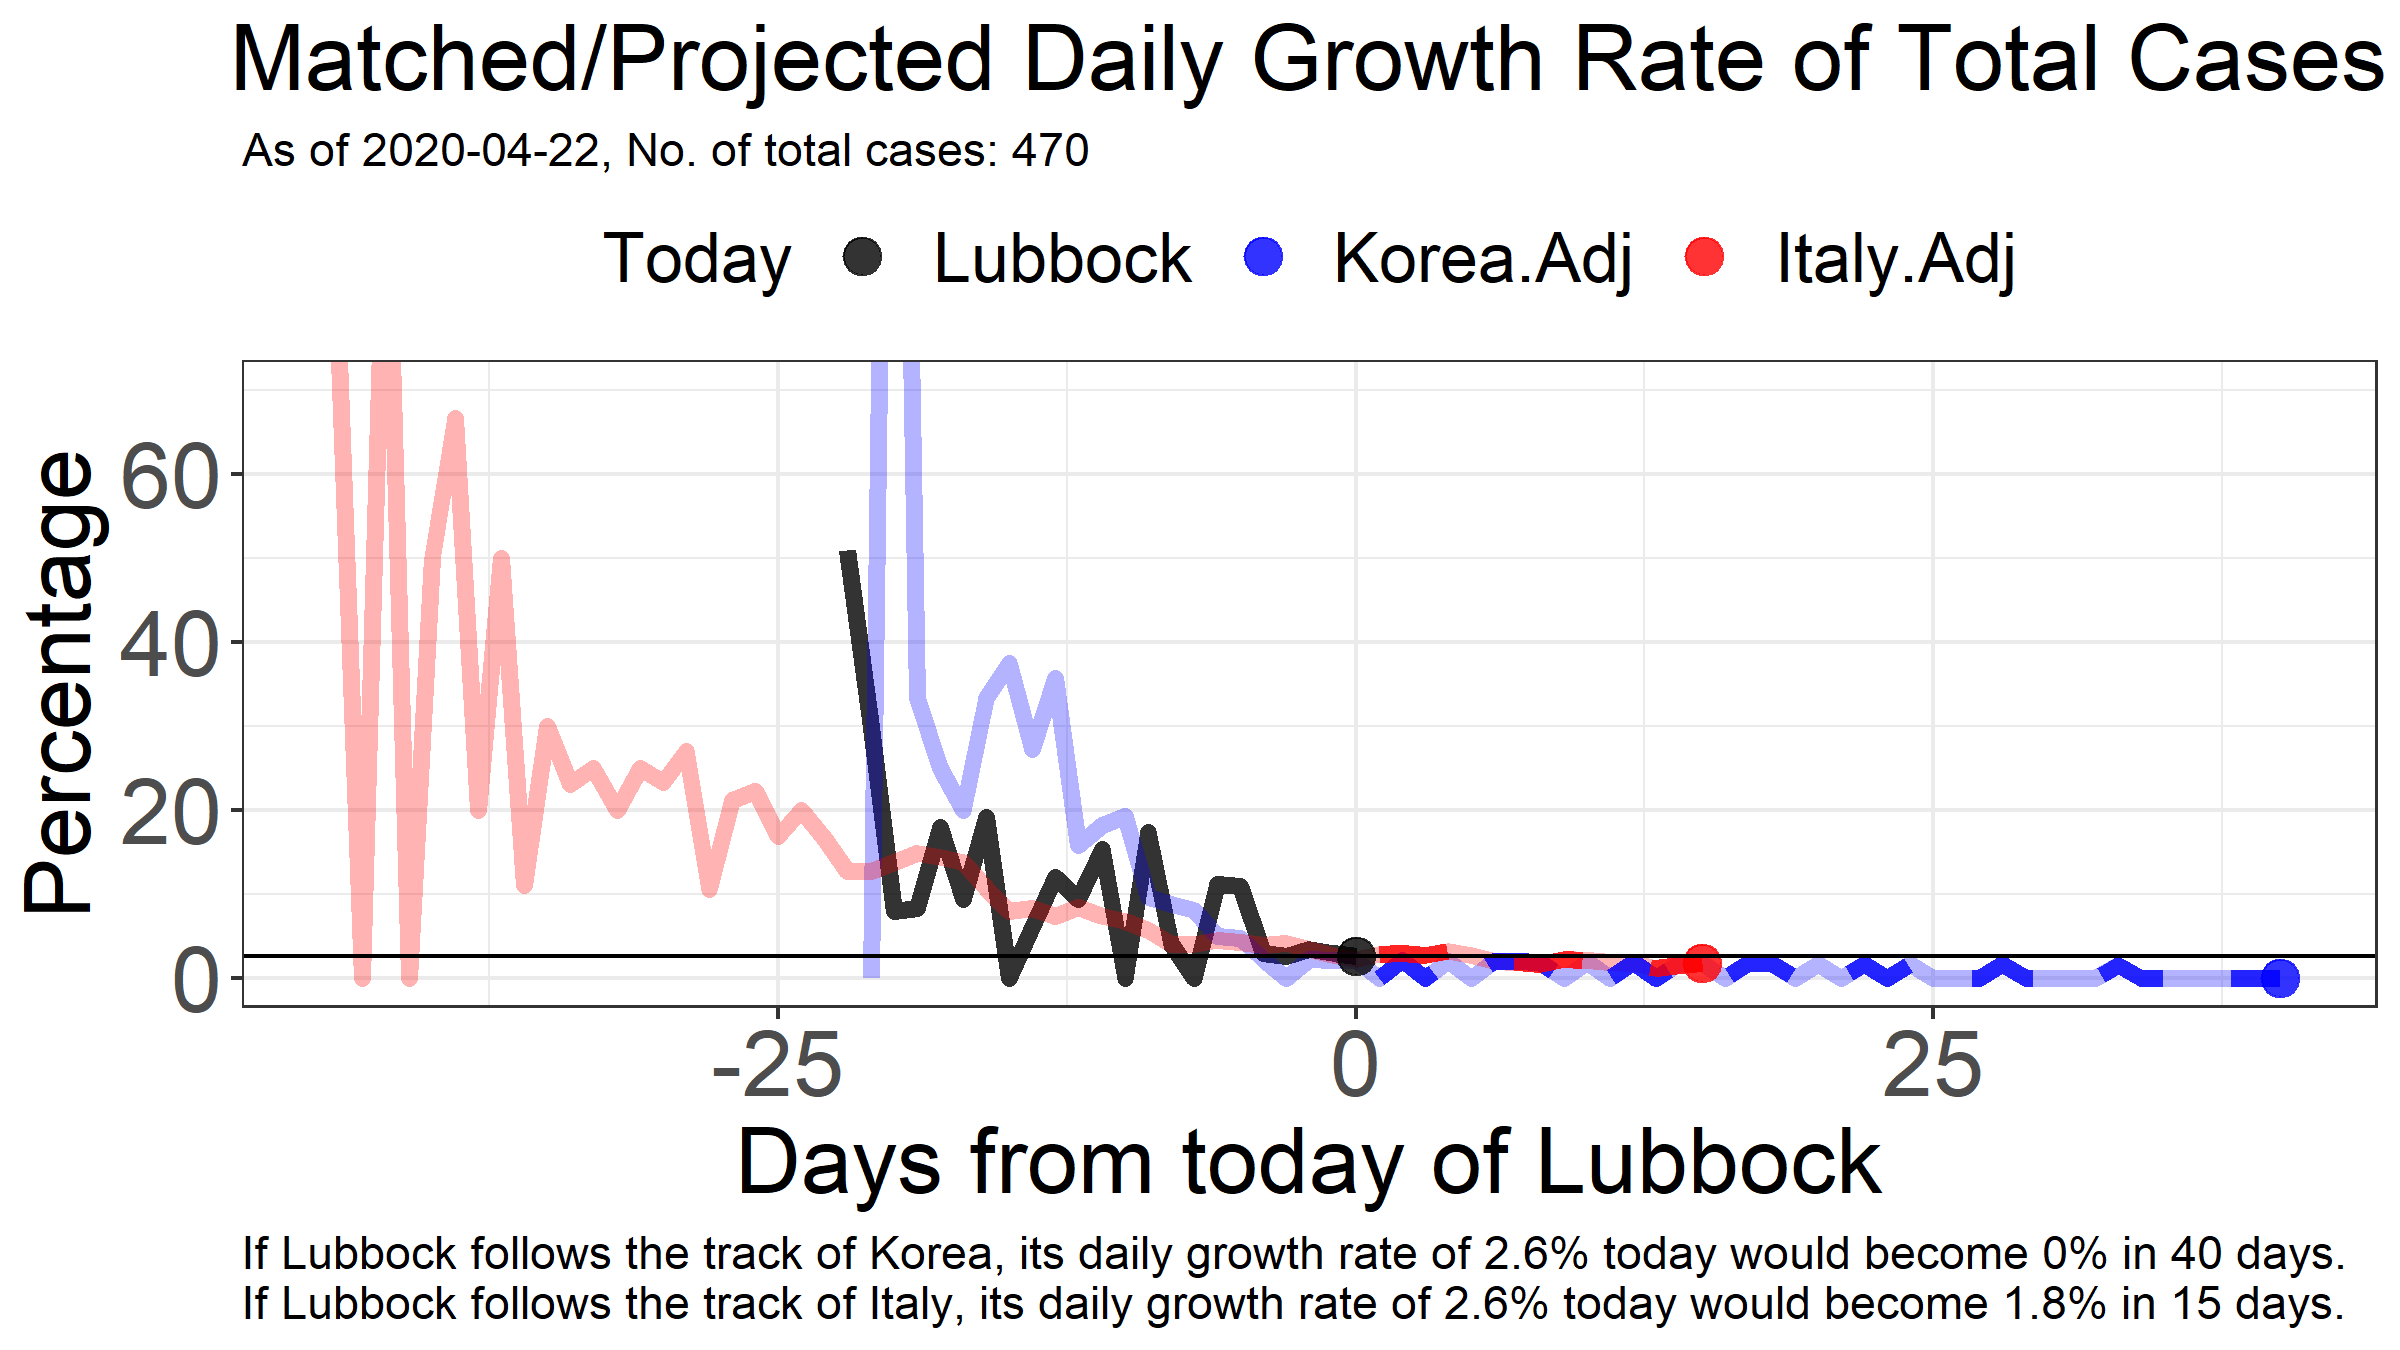 Matched/Projected Daily Growth Rate of Total Cases
As of 2020-04-22, No. of total cases: 470
Today Lubbock Korea.Adj Italy.Adj
Percentage
60
40
20
0
-25 0 25
Days from today of Lubbock
If Lubbock follows the track of Korea, its daily growth rate of 2.6% today would become 0% in 40 days.
If Lubbock follows the track of Italy, its daily growth rate of 2.6% today would become 1.8% in 15 days.